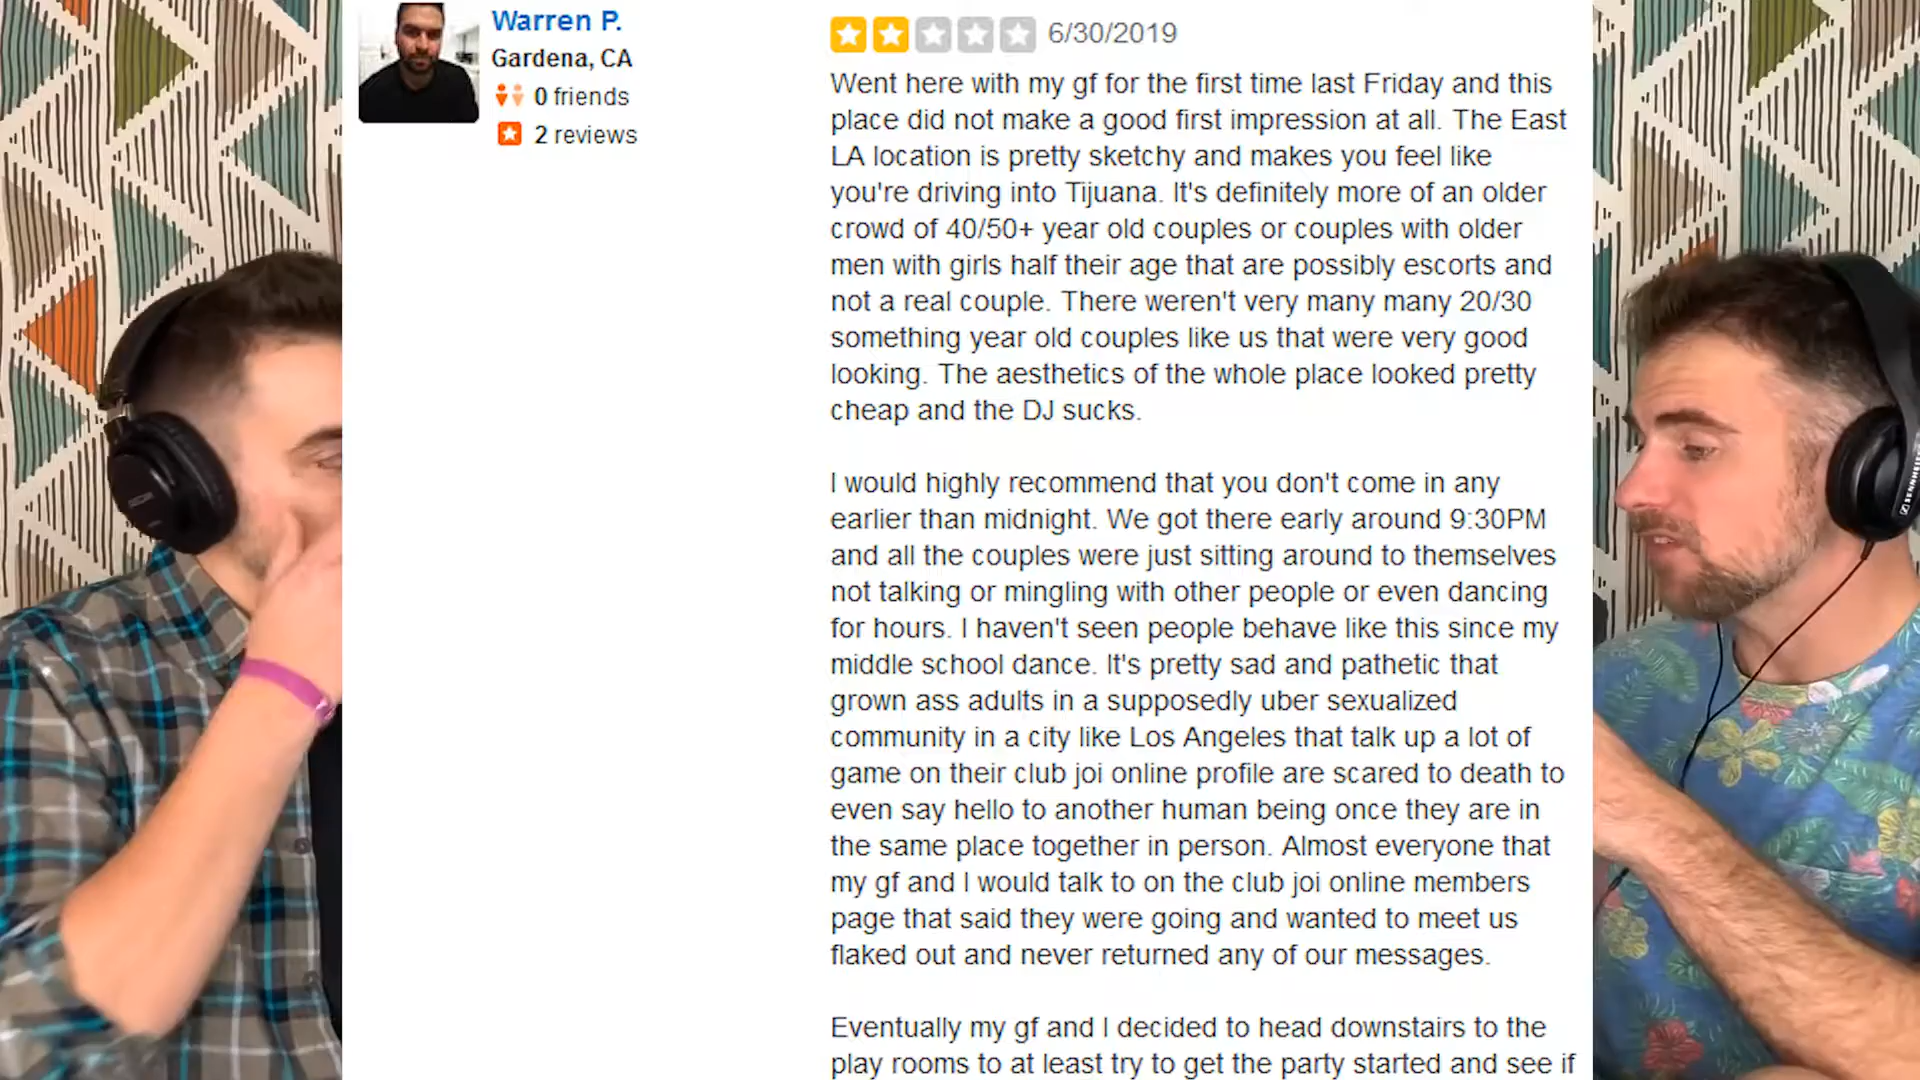 Warren P.
Gardena, CA
0 friends
2 reviews
6/30/2019
Went here with my gf for the first time last Friday and this
place did not make a good first impression at all. The East
LA location is pretty sketchy and makes you feel like
you're driving into Tijuana. It's definitely more of an older
crowd of 40/50+ year old couples or couples with older
men with girls half their age that are possibly escorts and
not a real couple. There weren't very many many 20/30
something year old couples like us that were very good
looking. The aesthetics of the whole place looked pretty
cheap and the DJ sucks.
I would highly recommend that you don't come in any
earlier than midnight. We got there early around 9:30PM
and all the couples were just sitting around to themselves
not talking or mingling with other people or even dancing
for hours. I haven't seen people behave like this since my
middle school dance. It's pretty sad and pathetic that
grown ass adults in a supposedly uber sexualized
community in a city like Los Angeles that talk up a lot of
game on their club joi online profile are scared to death to
even say hello to another human being once they are in
the same place together in person. Almost everyone that
my gf and I would talk to on the club joi online members
page that said they were going and wanted to meet us
flaked out and never returned any of our messages.
Eventually my gf and I decided to head downstairs to the
play rooms to at least try to get the party started and see if
SENNHEISER